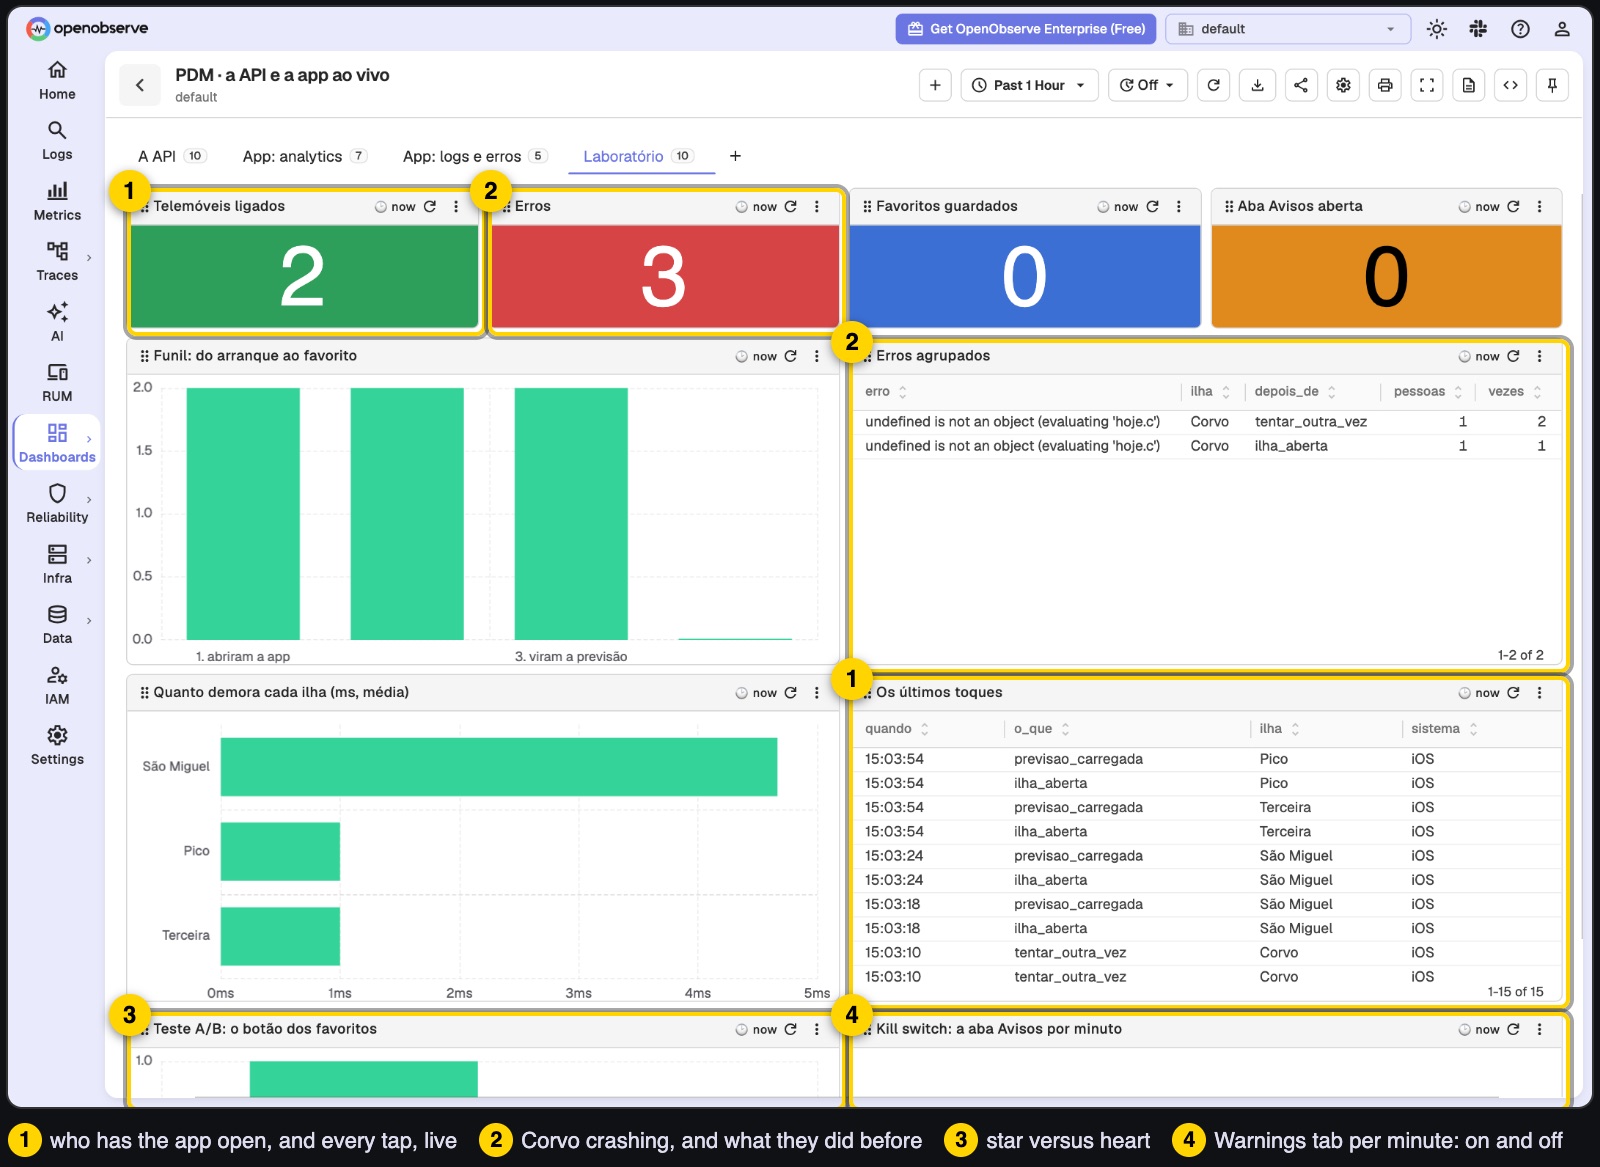 openobserve
Get OpenObserve Enterprise (Free)
default
Home
Logs
Metrics
Traces
AI
RUM
Dashboards
Reliability
Infra
Data
IAM
Settings
PDM · a API e a app ao vivo
default
Past 1 Hour
Off
A API 10
App: analytics 7
App: logs e erros 5
Laboratório 10
1
Telemóveis ligados now
2
2
Erros now
3
Favoritos guardados now
0
Aba Avisos aberta now
0
Funil: do arranque ao favorito now
2.0
1.5
1.0
0.5
0.0
1. abriram a app 3. viram a previsão
2
Erros agrupados now
erro ilha depois_de pessoas vezes
undefined is not an object (evaluating 'hoje.c') Corvo tentar_outra_vez 1 2
undefined is not an object (evaluating 'hoje.c') Corvo ilha_aberta 1 1
1-2 of 2
Quanto demora cada ilha (ms, média) now
São Miguel
Pico
Terceira
0ms 1ms 2ms 3ms 4ms 5ms
1
Os últimos toques now
quando o_que ilha sistema
15:03:54 previsao_carregada Pico iOS
15:03:54 ilha_aberta Pico iOS
15:03:54 previsao_carregada Terceira iOS
15:03:54 ilha_aberta Terceira iOS
15:03:24 previsao_carregada São Miguel iOS
15:03:24 ilha_aberta São Miguel iOS
15:03:18 previsao_carregada São Miguel iOS
15:03:18 ilha_aberta São Miguel iOS
15:03:10 tentar_outra_vez Corvo iOS
15:03:10 tentar_outra_vez Corvo iOS
1-15 of 15
3
Teste A/B: o botão dos favoritos now
1.0
4
Kill switch: a aba Avisos por minuto now
1 who has the app open, and every tap, live
2 Corvo crashing, and what they did before
3 star versus heart
4 Warnings tab per minute: on and off